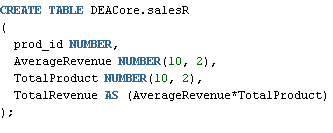 CREATE TABLE DEACore.salesR
(
  prod_id NUMBER,
  AverageRevenue NUMBER(10, 2),
  TotalProduct NUMBER(10, 2),
  TotalRevenue AS (AverageRevenue*TotalProduct)
);